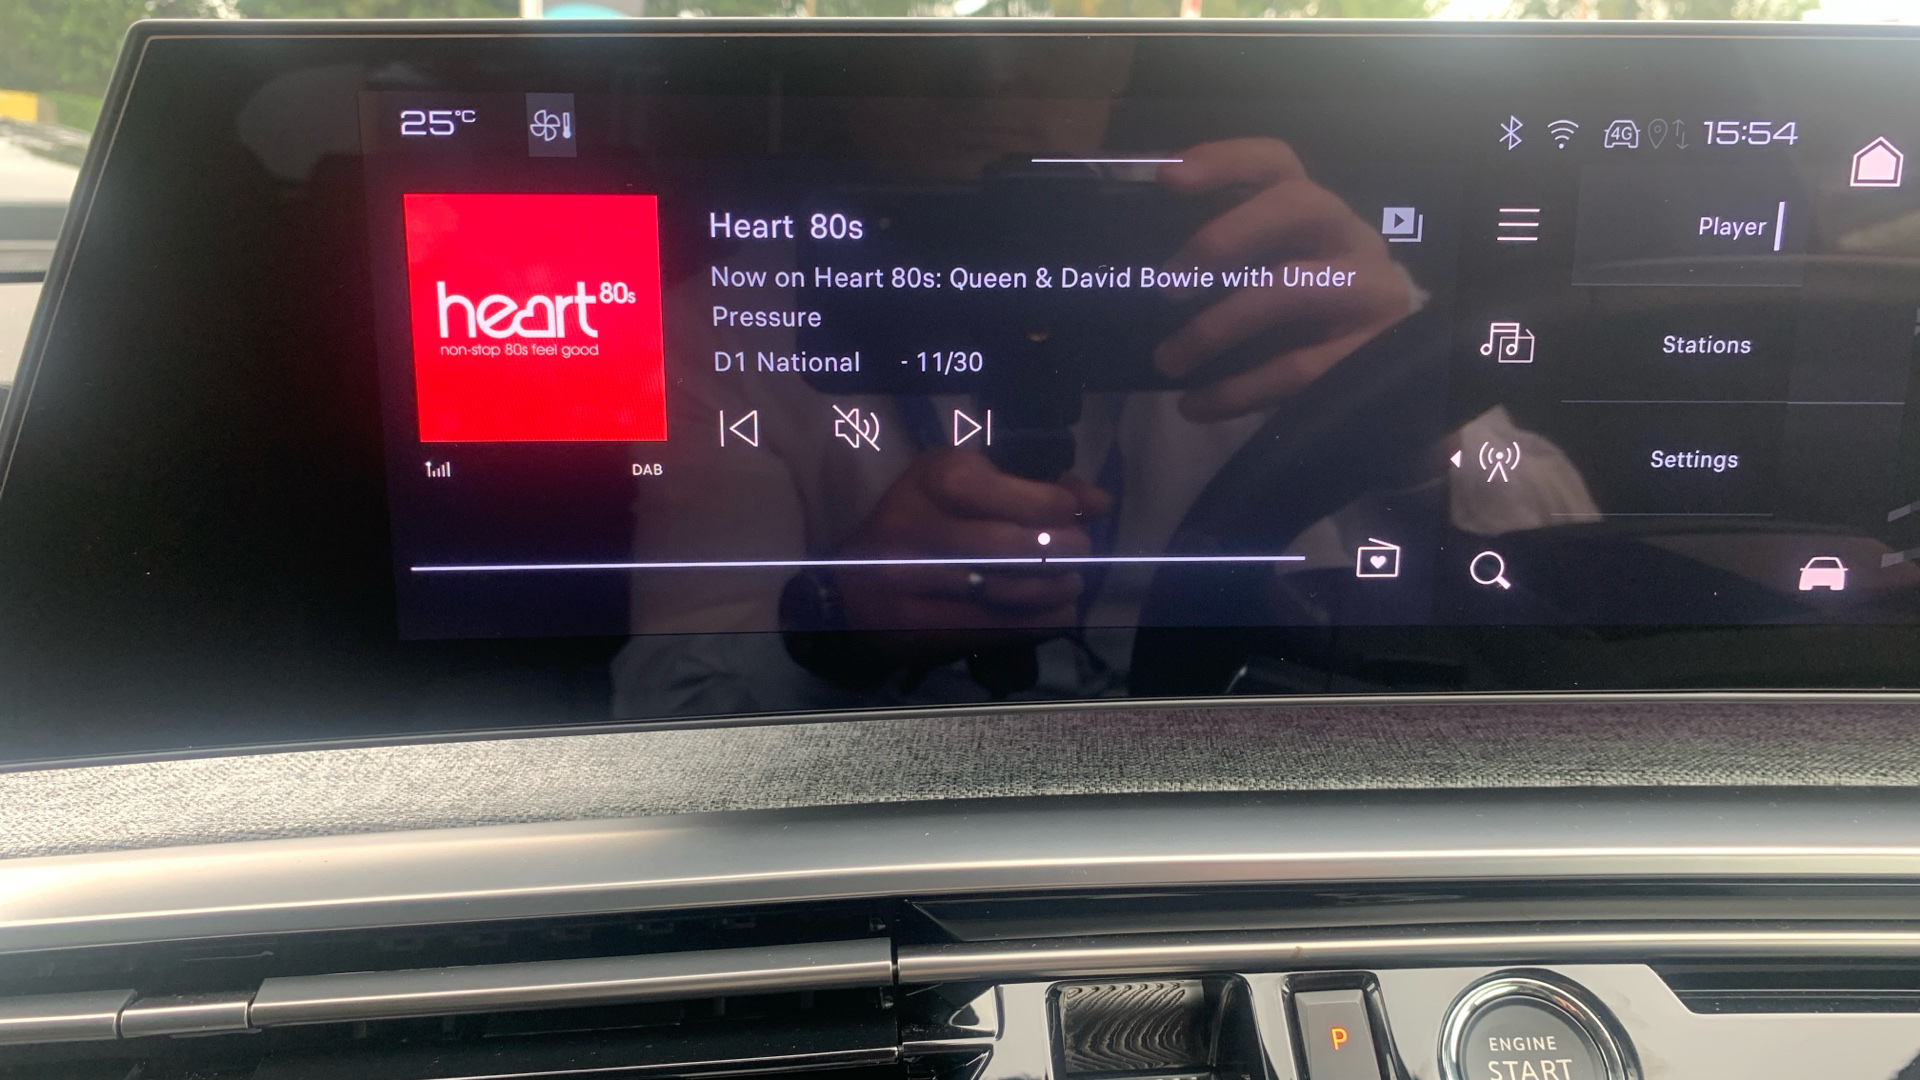 25°C
4G 15:54
Heart 80s
Player
Now on Heart 80s: Queen & David Bowie with Under
Pressure
heart 80s
non-stop 80s feel good
D1 National - 11/30
Stations
DAB
Settings
P
ENGINE
START